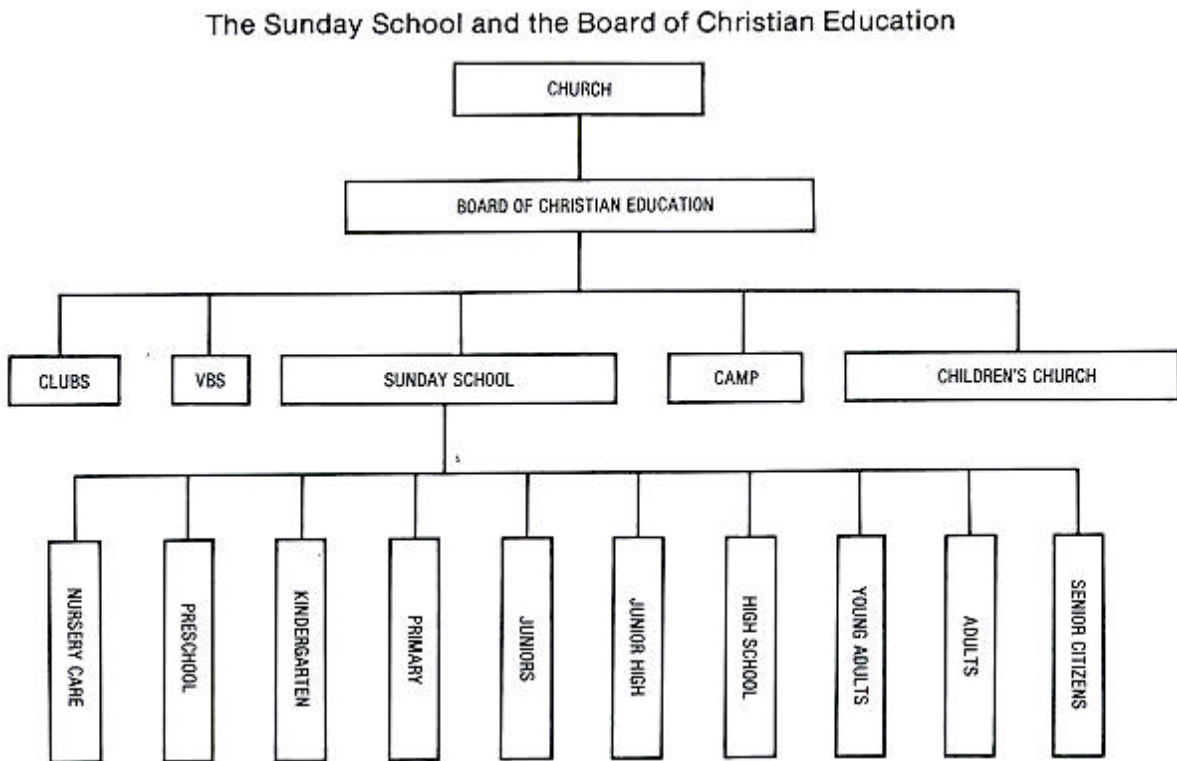 The Sunday School and the Board of Christian Education
CHURCH
BOARD OF CHRISTIAN EDUCATION
CLUBS
VBS
SUNDAY SCHOOL
CAMP
CHILDREN'S CHURCH
NURSERY CARE
PRESCHOOL
KINDERGARTEN
PRIMARY
JUNIORS
JUNIOR HIGH
HIGH SCHOOL
YOUNG ADULTS
ADULTS
SENIOR CITIZENS